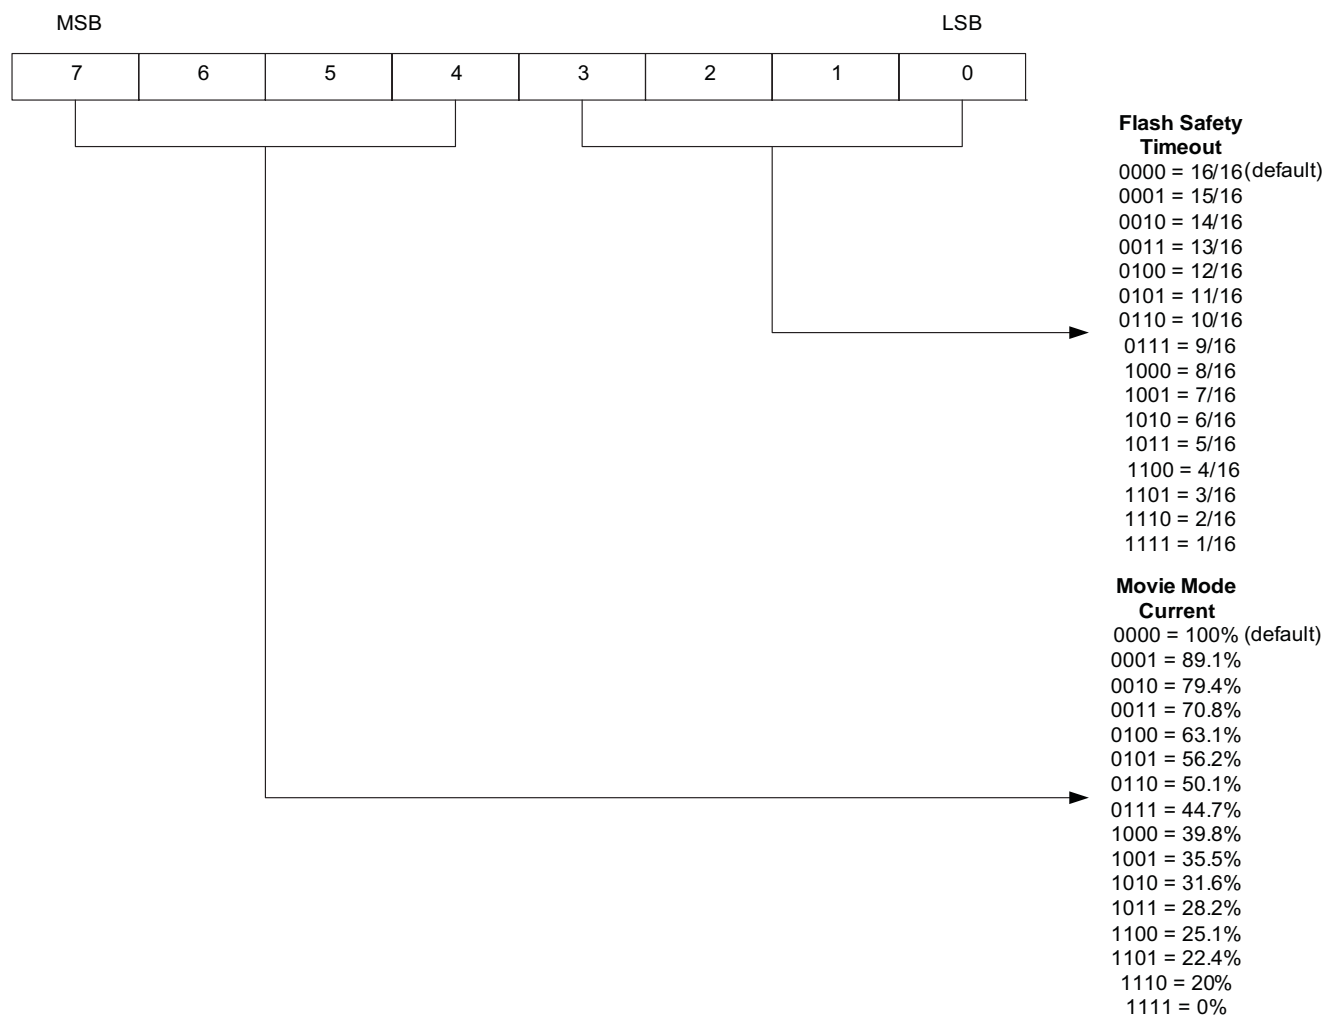 MSB LSB
7 6 5 4 3 2 1 0
Flash Safety
Timeout
0000 = 16/16 (default)
0001 = 15/16
0010 = 14/16
0011 = 13/16
0100 = 12/16
0101 = 11/16
0110 = 10/16
0111 = 9/16
1000 = 8/16
1001 = 7/16
1010 = 6/16
1011 = 5/16
1100 = 4/16
1101 = 3/16
1110 = 2/16
1111 = 1/16
Movie Mode
Current
0000 = 100% (default)
0001 = 89.1%
0010 = 79.4%
0011 = 70.8%
0100 = 63.1%
0101 = 56.2%
0110 = 50.1%
0111 = 44.7%
1000 = 39.8%
1001 = 35.5%
1010 = 31.6%
1011 = 28.2%
1100 = 25.1%
1101 = 22.4%
1110 = 20%
1111 = 0%